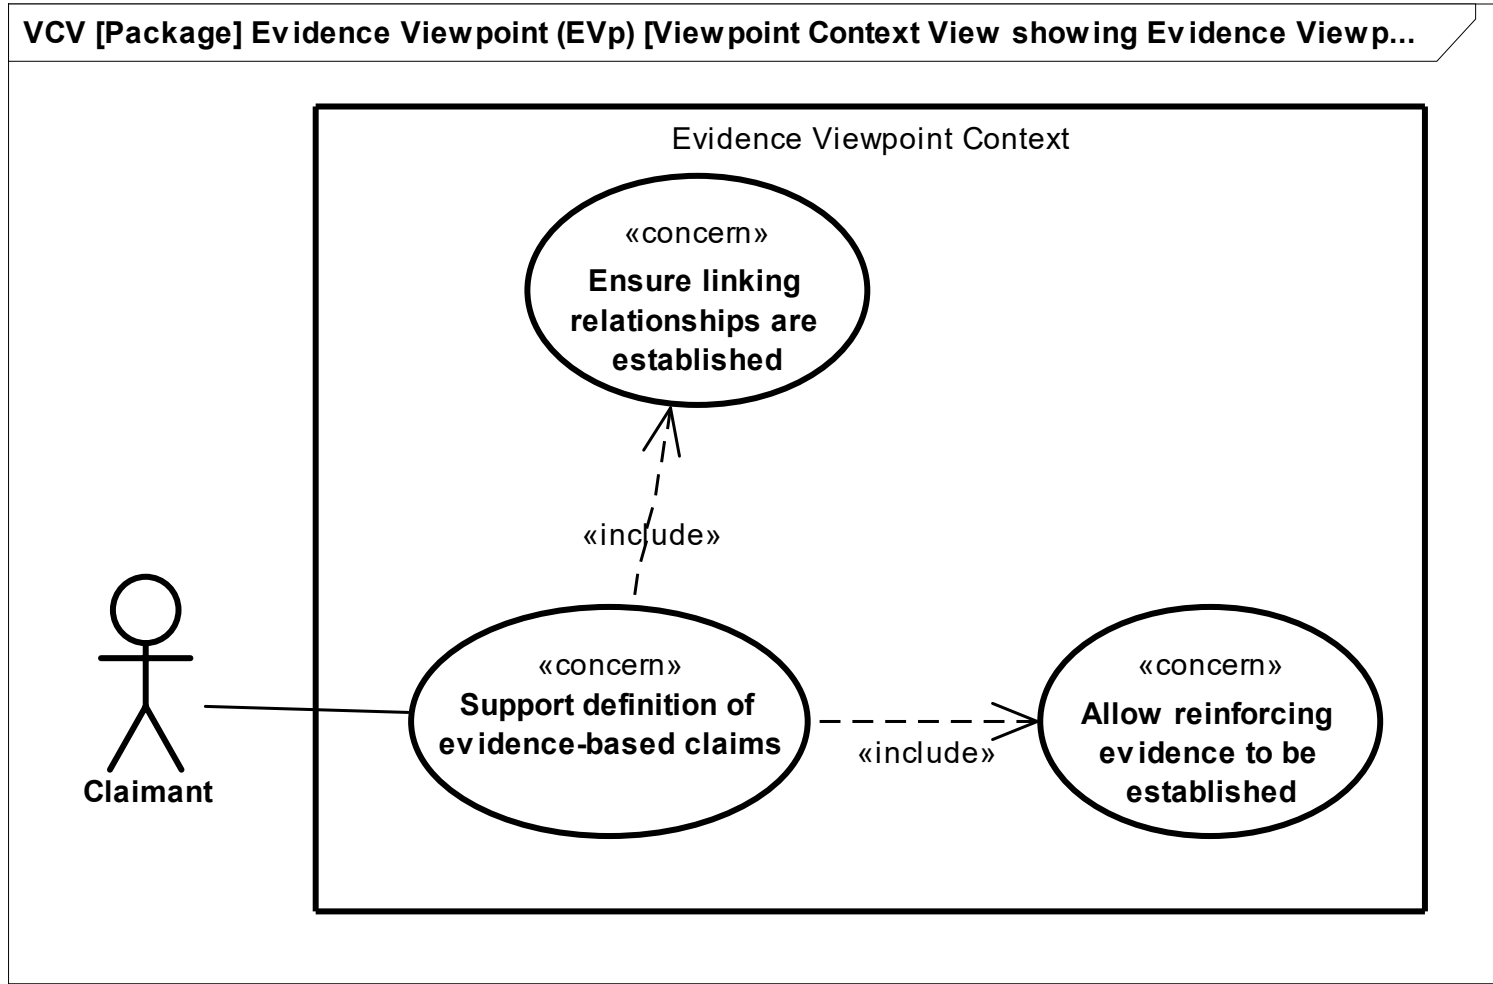 VCV [Package] Evidence Viewpoint (EVp) [Viewpoint Context View showing Evidence Viewp...
Evidence Viewpoint Context
«concern»
Ensure linking
relationships are
established
«include»
«concern»
Support definition of
evidence-based claims
«include»
«concern»
Allow reinforcing
evidence to be
established
Claimant